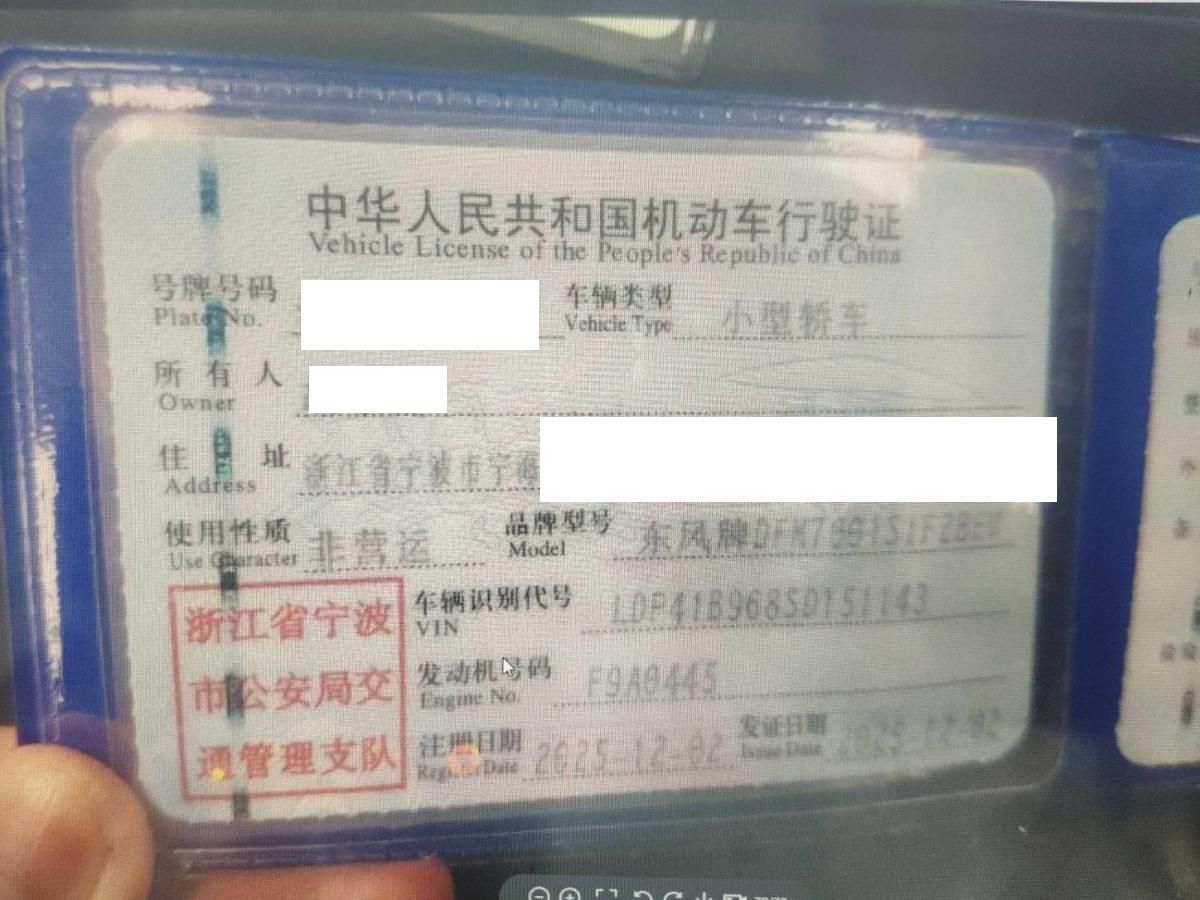 中华人民共和国机动车行驶证
Vehicle License of the People's Republic of China
号牌号码
Plate No.
车辆类型 小型轿车
Vehicle Type
所有人
Owner
住址 浙江省宁波市宁海
Address
使用性质 非营运
Use Character
品牌型号 东风牌
Model
浙江省宁波
市公安局交
通管理支队
车辆识别代号 LDP41B968SD151143
VIN
发动机号码 F9A0445
Engine No.
注册日期 2025-12-02
Register Date
发证日期 2025-12-02
Issue Date